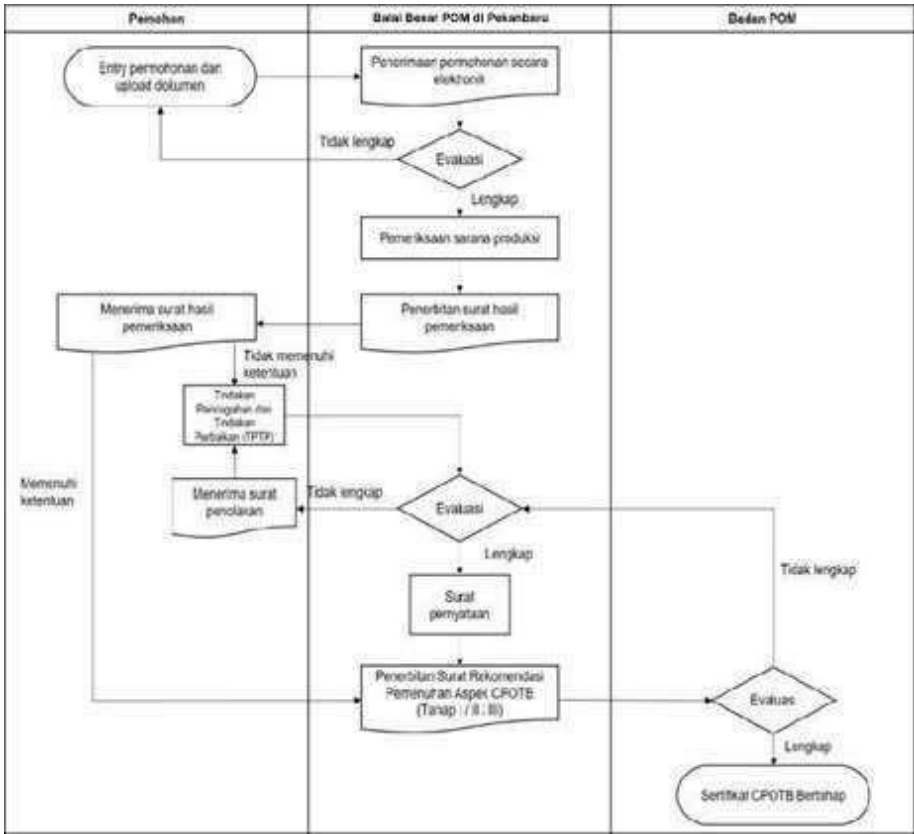 Pemohon
Balai Besar POM di Pekanbaru
Badan POM
Entry permohonan dan
upload dokumen
Penerimaan permohonan secara
elektronik
Tidak lengkap
Evaluasi
Lengkap
Pemeriksaan sarana produksi
Menerima surat hasil
pemeriksaan
Penerbitan surat hasil
pemeriksaan
Tidak memenuhi
ketentuan
Tindakan
Pencegahan dan
Tindakan
Perbaikan (TPTP)
Memenuhi
ketentuan
Menerima surat
penolakan
Tidak lengkap
Evaluasi
Lengkap
Tidak lengkap
Surat
pernyataan
Penerbitan Surat Rekomendasi
Pemenuhan Aspek CPOTB
(Tahap I / II / III)
Evaluasi
Lengkap
Sertifikat CPOTB Bertahap